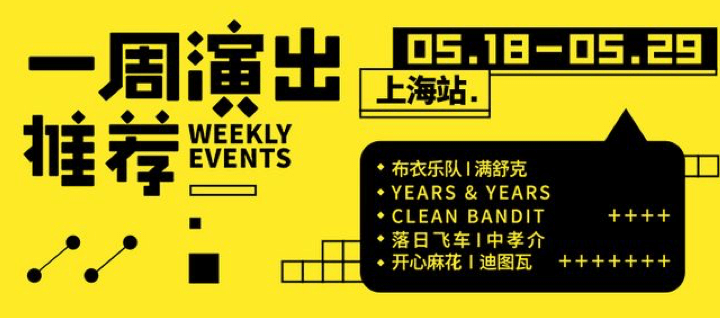 一周演出
推荐
WEEKLY
EVENTS
05.18-05.29
上海站.
布衣乐队 | 满舒克
YEARS & YEARS
CLEAN BANDIT ++++
落日飞车 | 中孝介
开心麻花 | 迪图瓦 +++++++